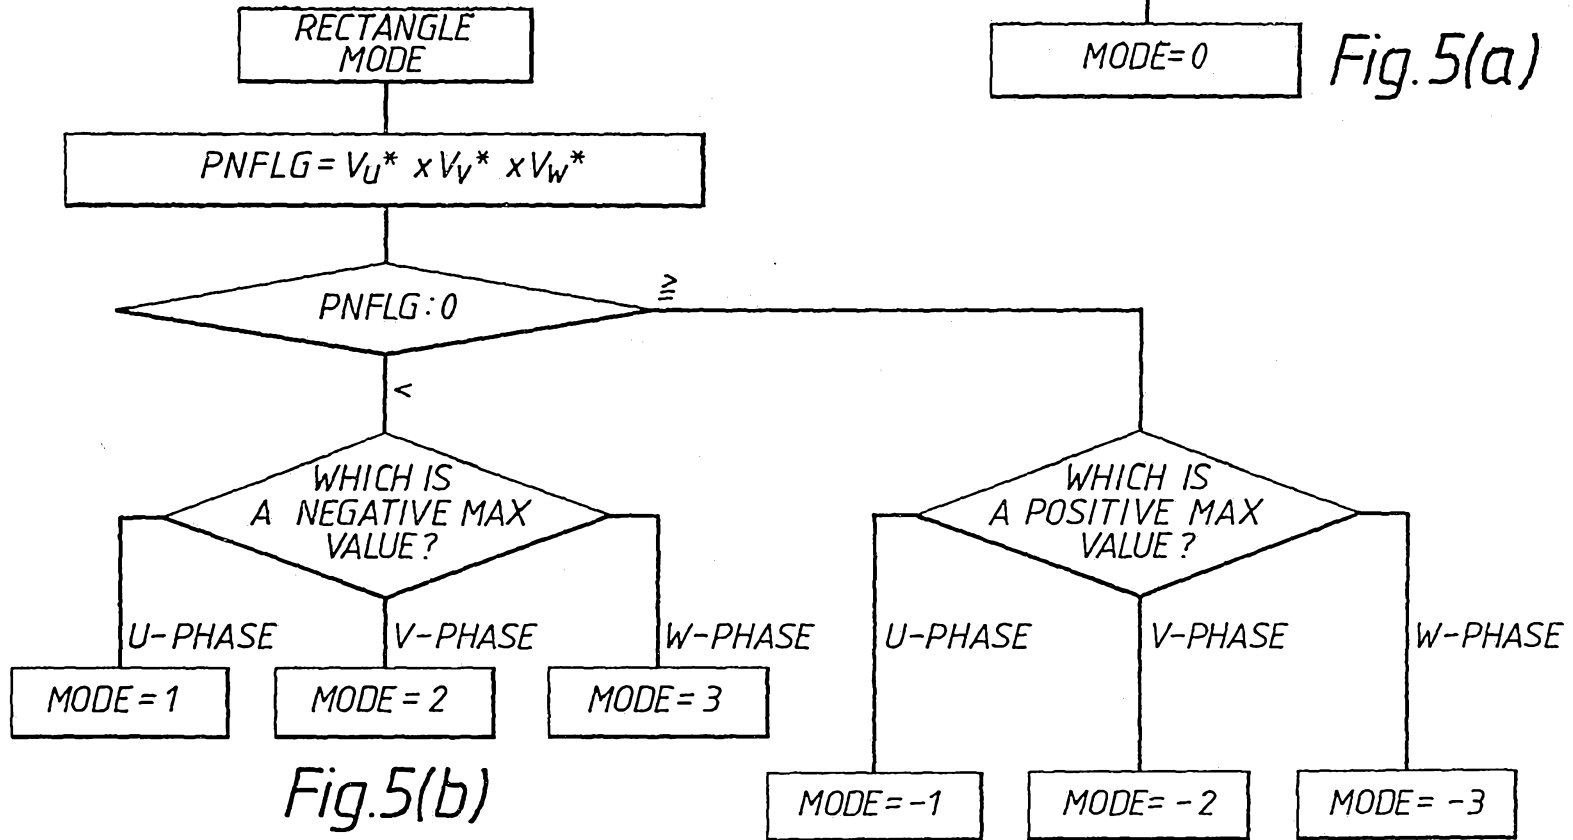 RECTANGLE
MODE
MODE=0
Fig.5(a)
PNFLG=VU* xVV* xVW*
PNFLG:0
≧
<
WHICH IS
A NEGATIVE MAX
VALUE?
WHICH IS
A POSITIVE MAX
VALUE?
U-PHASE
V-PHASE
W-PHASE
U-PHASE
V-PHASE
W-PHASE
MODE=1
MODE=2
MODE=3
Fig.5(b)
MODE=-1
MODE=-2
MODE=-3